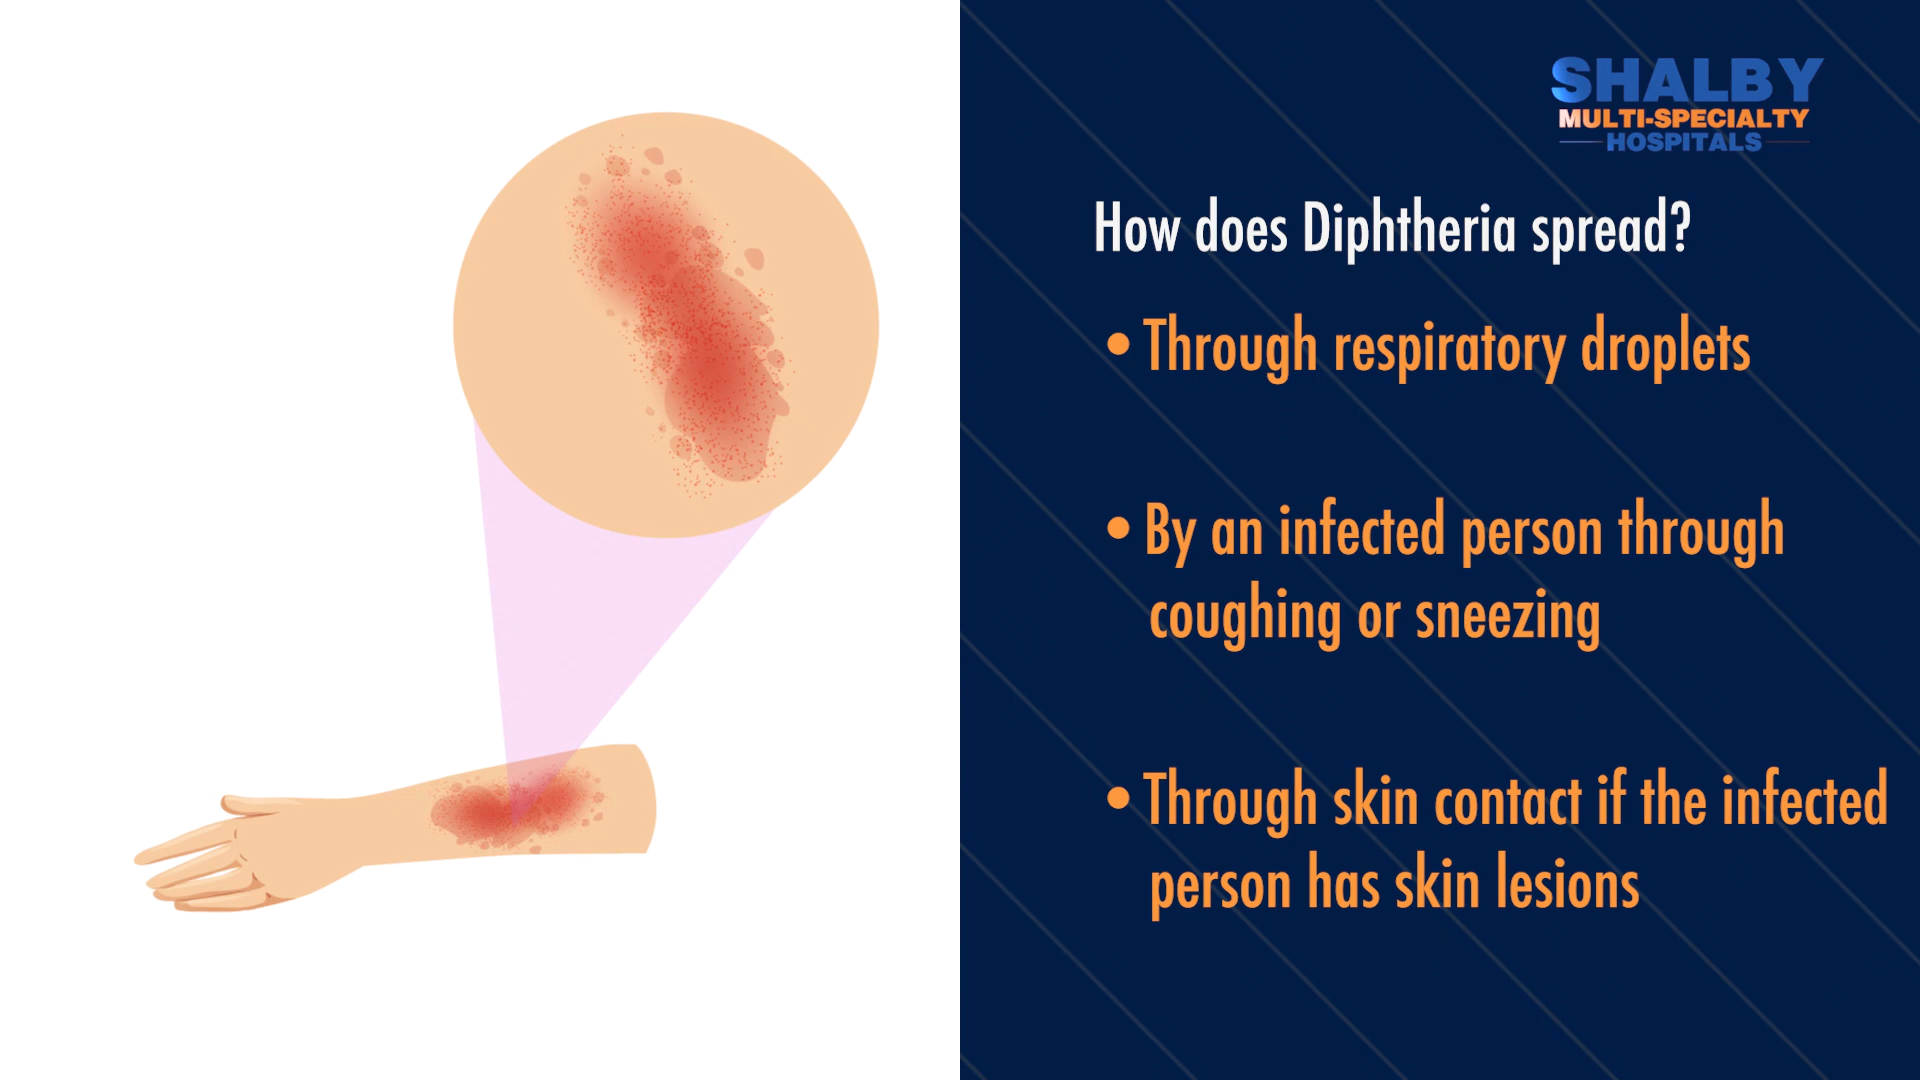 SHALBY
MULTI-SPECIALTY
HOSPITALS
How does Diphtheria spread?
• Through respiratory droplets
• By an infected person through
coughing or sneezing
• Through skin contact if the infected
person has skin lesions